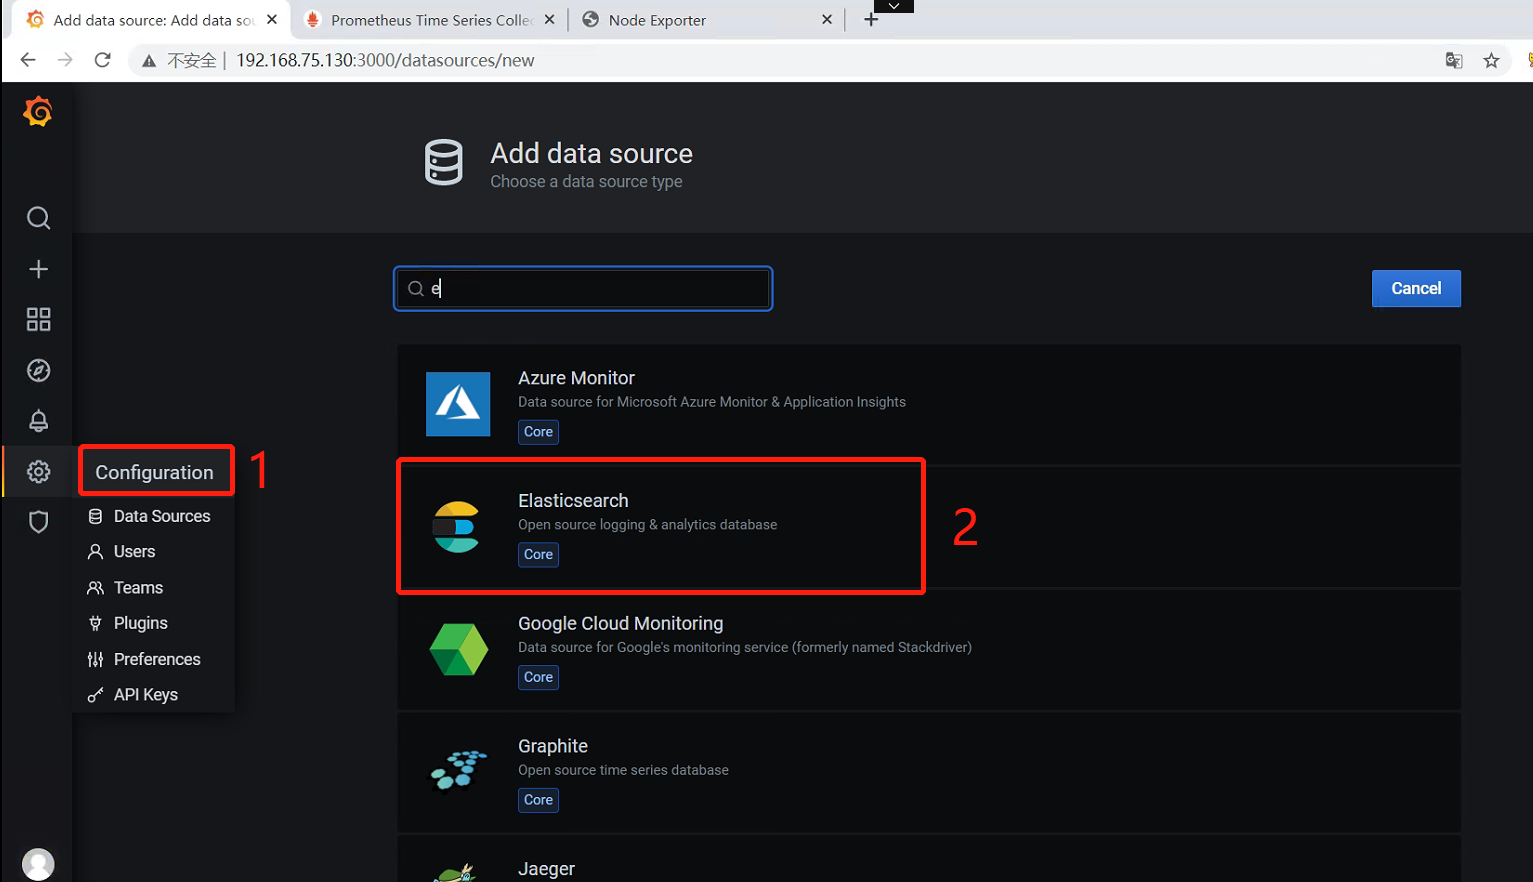 Add data source: Add data sou
Prometheus Time Series Collec
Node Exporter
不安全 | 192.168.75.130:3000/datasources/new
Add data source
Choose a data source type
e
Cancel
Azure Monitor
Data source for Microsoft Azure Monitor & Application Insights
Core
Configuration
1
Data Sources
Users
Teams
Plugins
Preferences
API Keys
Elasticsearch
Open source logging & analytics database
Core
2
Google Cloud Monitoring
Data source for Google's monitoring service (formerly named Stackdriver)
Core
Graphite
Open source time series database
Core
Jaeger